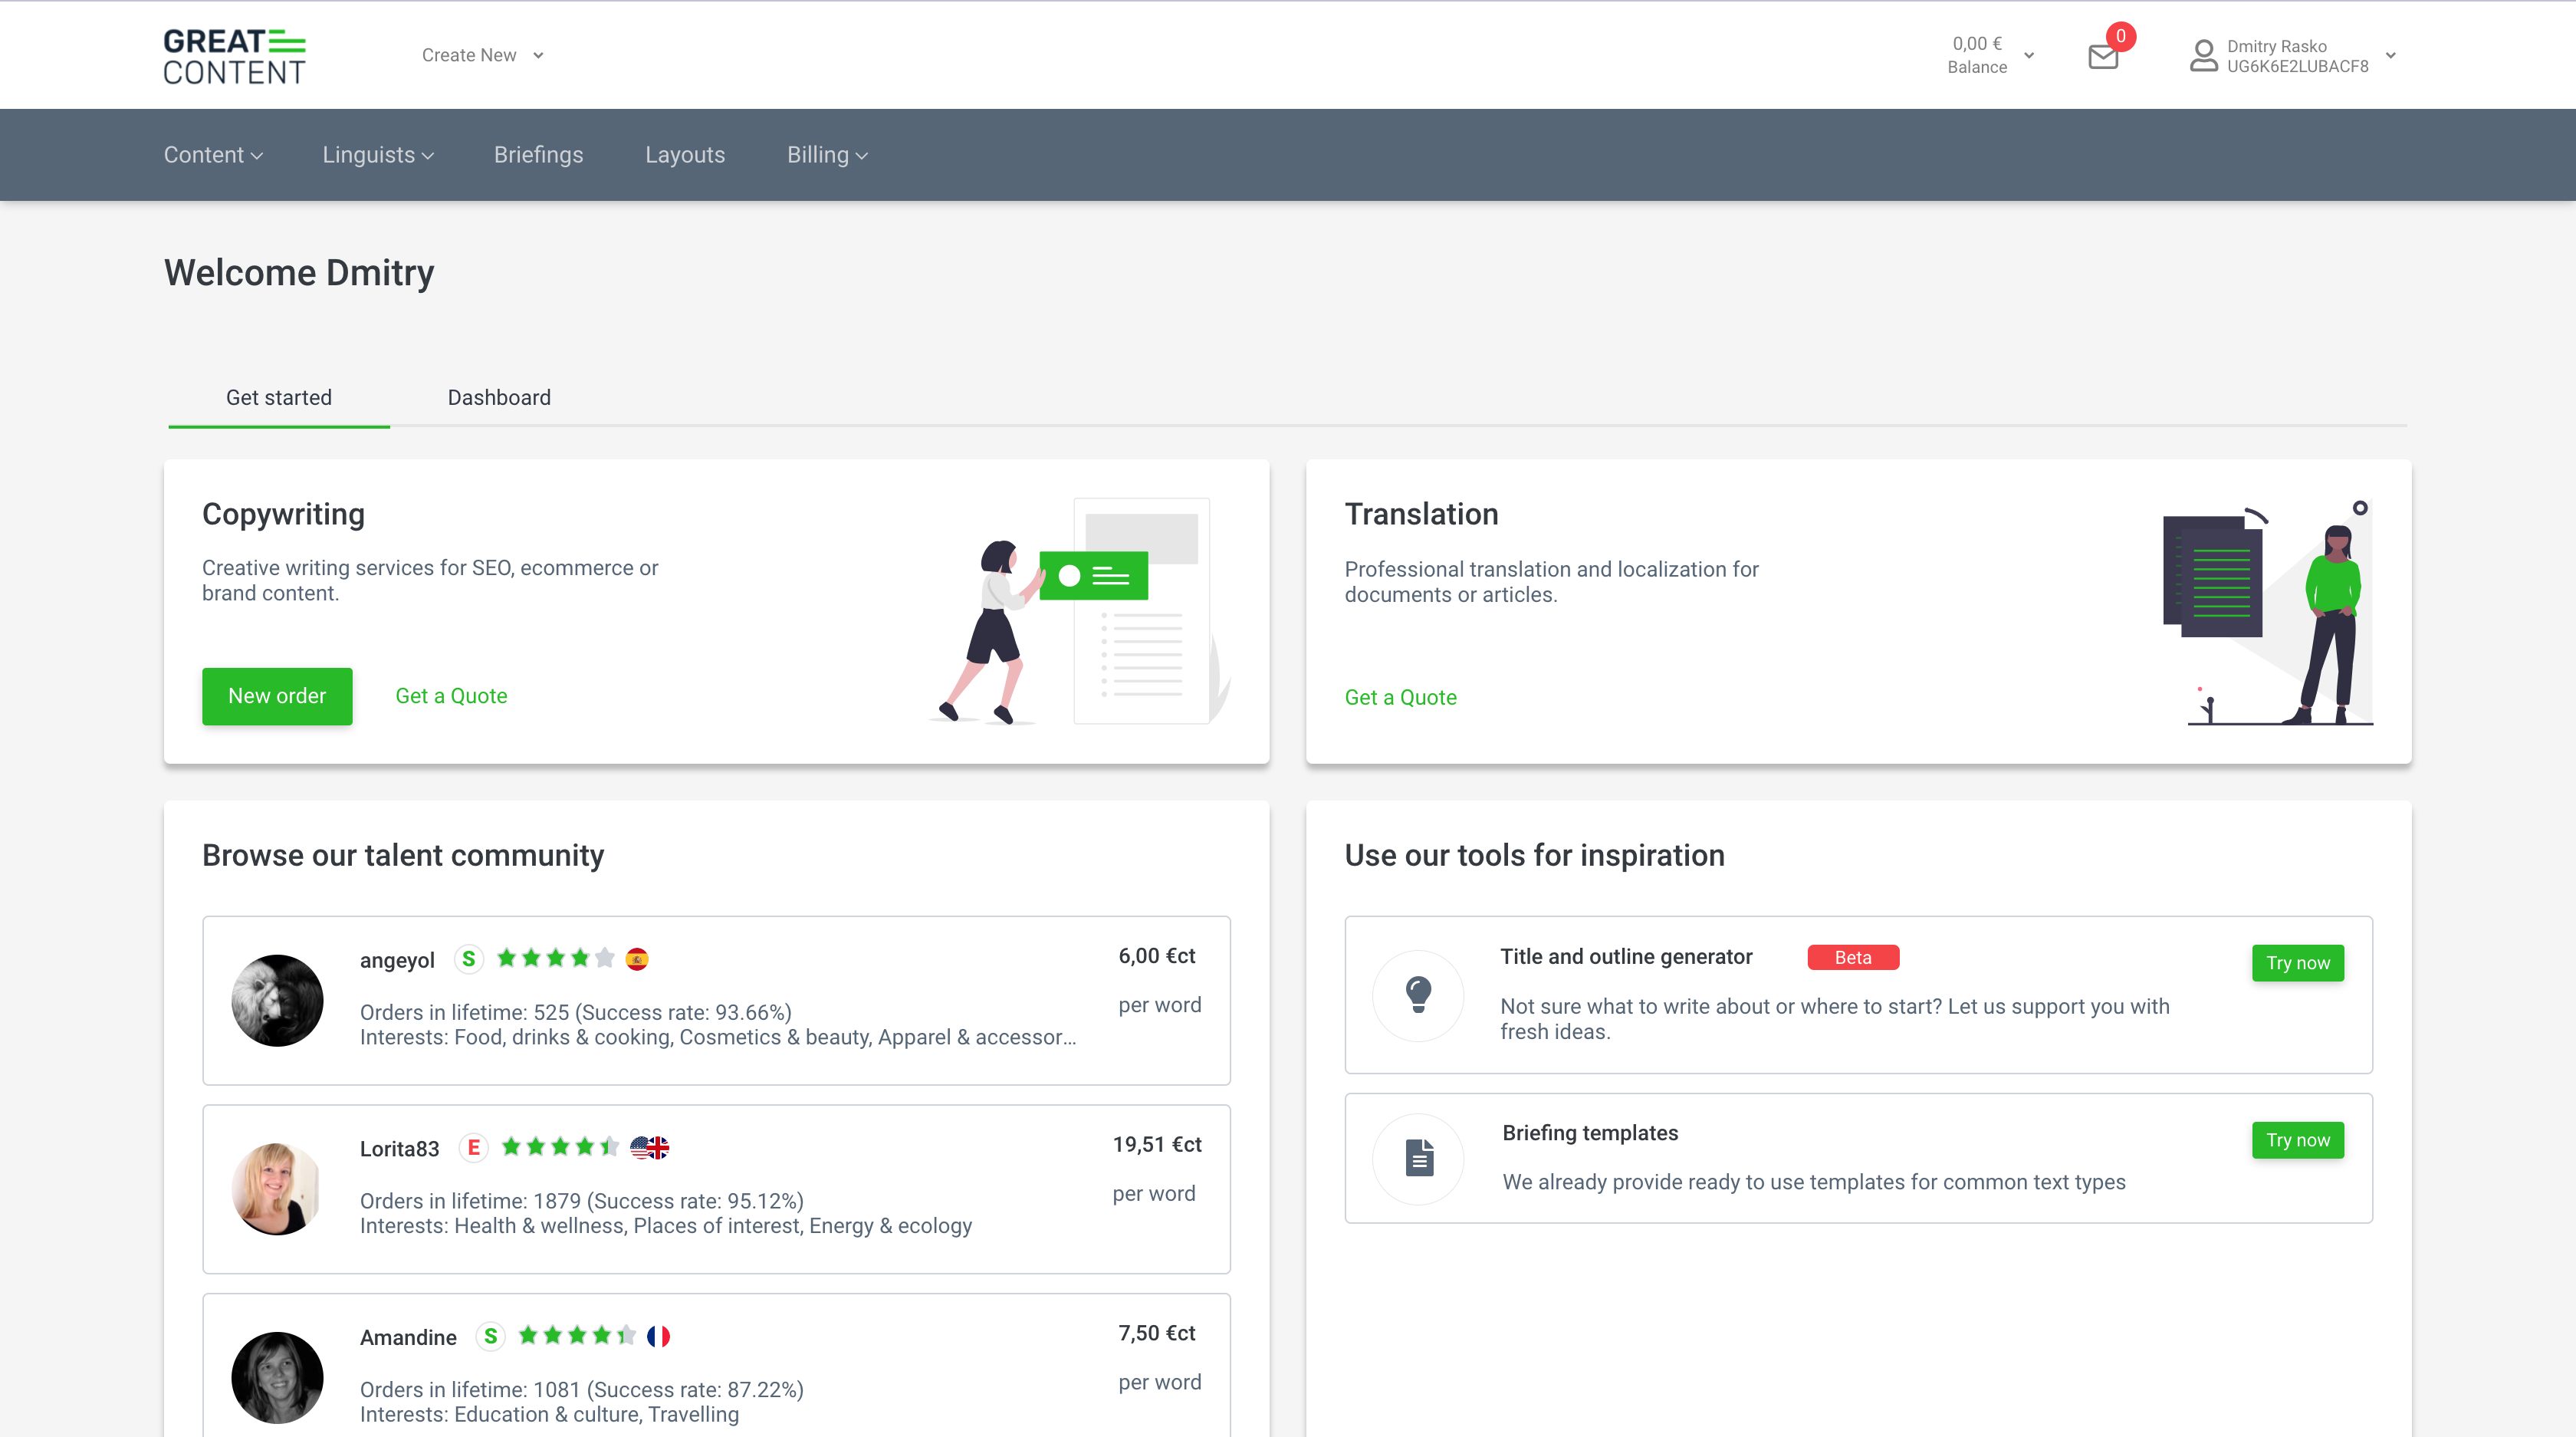 GREAT
CONTENT
Create New
0,00 €
Balance
0
Dmitry Rasko
UG6K6E2LUBACF8
Content
Linguists
Briefings
Layouts
Billing
Welcome Dmitry
Get started
Dashboard
Copywriting
Creative writing services for SEO, ecommerce or
brand content.
New order
Get a Quote
Translation
Professional translation and localization for
documents or articles.
Get a Quote
Browse our talent community
angeyol
S
6,00 €ct
per word
Orders in lifetime: 525 (Success rate: 93.66%)
Interests: Food, drinks & cooking, Cosmetics & beauty, Apparel & accessor...
Lorita83
E
19,51 €ct
per word
Orders in lifetime: 1879 (Success rate: 95.12%)
Interests: Health & wellness, Places of interest, Energy & ecology
Amandine
S
7,50 €ct
per word
Orders in lifetime: 1081 (Success rate: 87.22%)
Interests: Education & culture, Travelling
Use our tools for inspiration
Title and outline generator
Beta
Try now
Not sure what to write about or where to start? Let us support you with
fresh ideas.
Briefing templates
Try now
We already provide ready to use templates for common text types